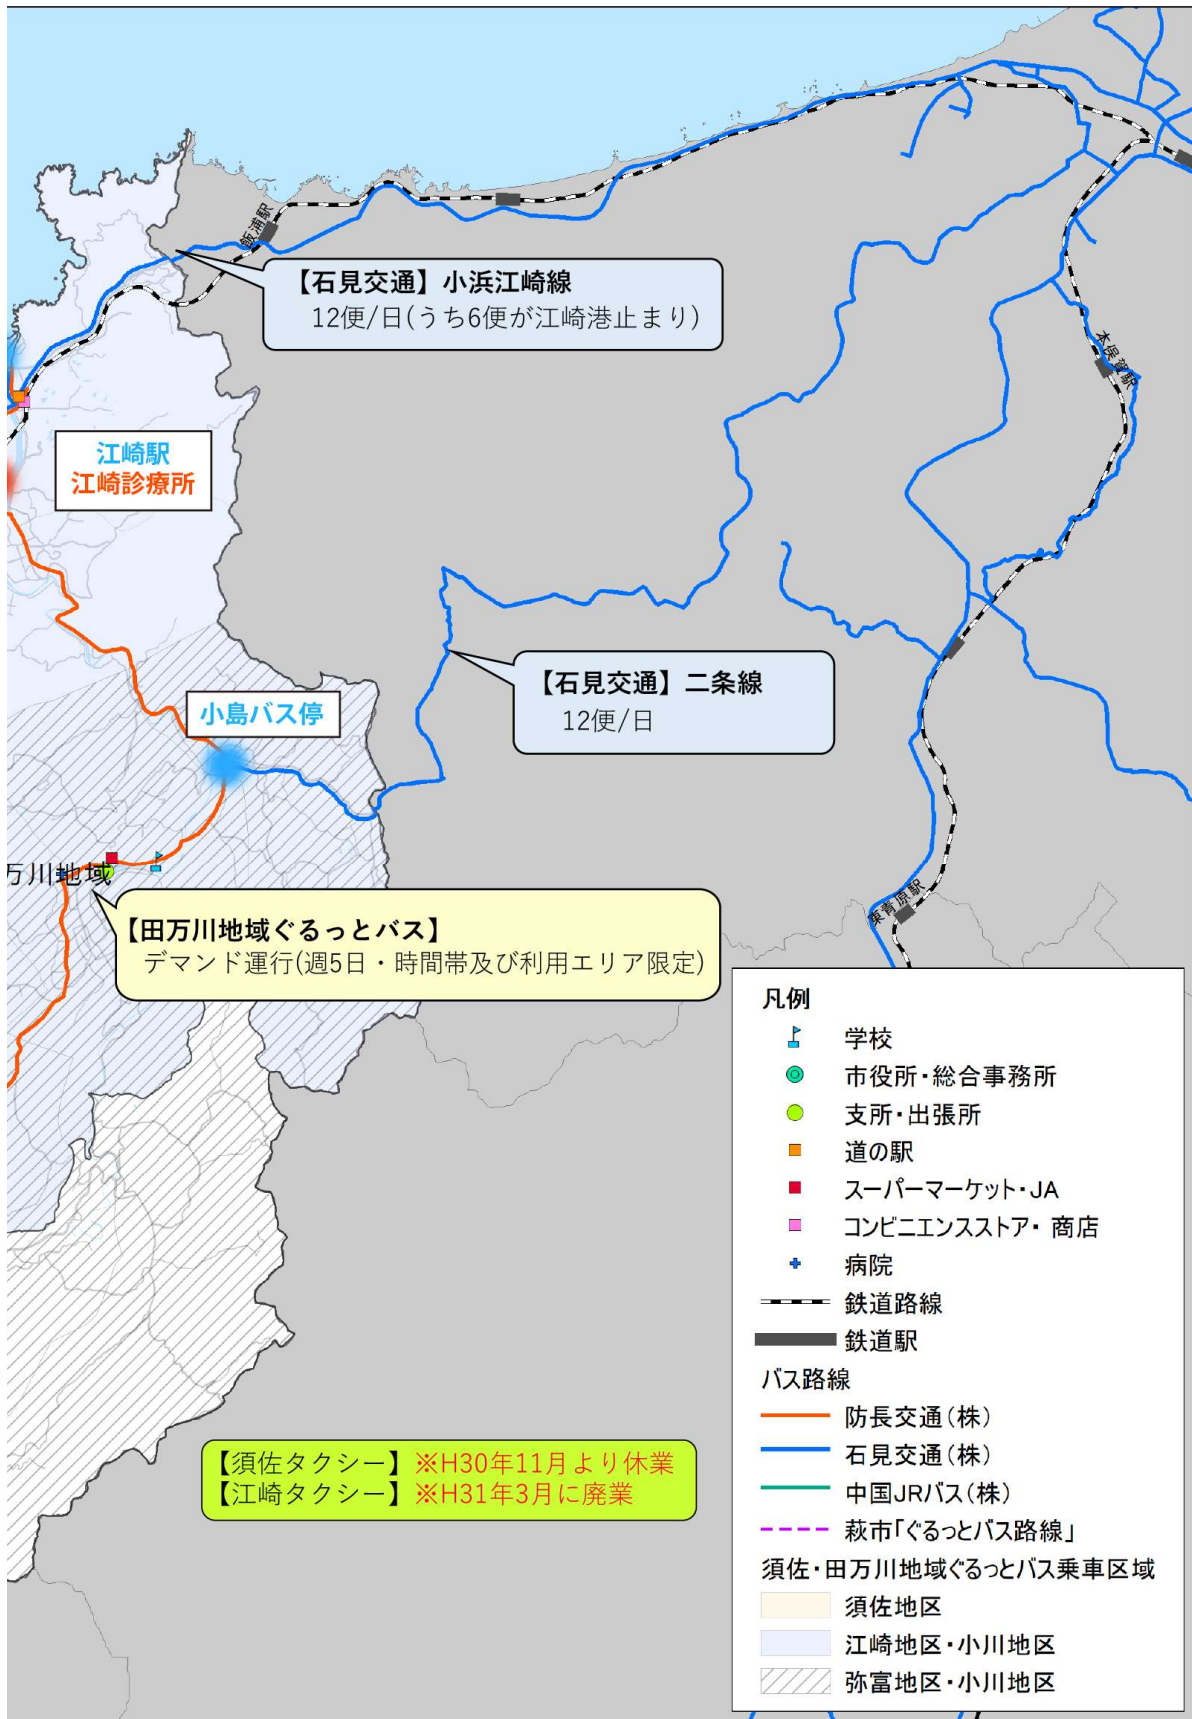 飯浦駅
【石見交通】小浜江崎線
12便/日(うち6便が江崎港止まり)
本俣賀駅
江崎駅
江崎診療所
【石見交通】二条線
12便/日
小島バス停
万川地域
東青原駅
【田万川地域ぐるっとバス】
デマンド運行(週5日・時間帯及び利用エリア限定)
凡例
学校
市役所・総合事務所
支所・出張所
道の駅
スーパーマーケット・JA
コンビニエンスストア・ 商店
病院
鉄道路線
鉄道駅
バス路線
防長交通(株)
石見交通(株)
中国JRバス(株)
萩市「ぐるっとバス路線」
須佐・田万川地域ぐるっとバス乗車区域
須佐地区
江崎地区・小川地区
弥富地区・小川地区
【須佐タクシー】※H30年11月より休業
【江崎タクシー】※H31年3月に廃業